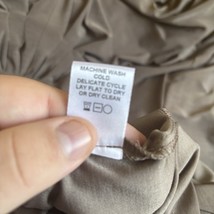 MACHINE WASH
COLD
DELICATE CYCLE
LAY FLAT TO DRY
OR DRY CLEAN